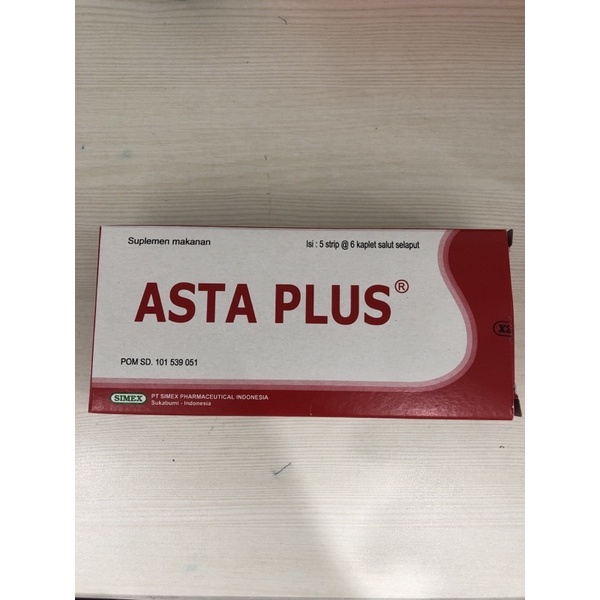 Suplemen makanan
Isi : 5 strip @ 6 kaplet salut selaput
ASTA PLUS®
POM SD. 101 539 051
SIMEX
PT SIMEX PHARMACEUTICAL INDONESIA
Sukabumi - Indonesia